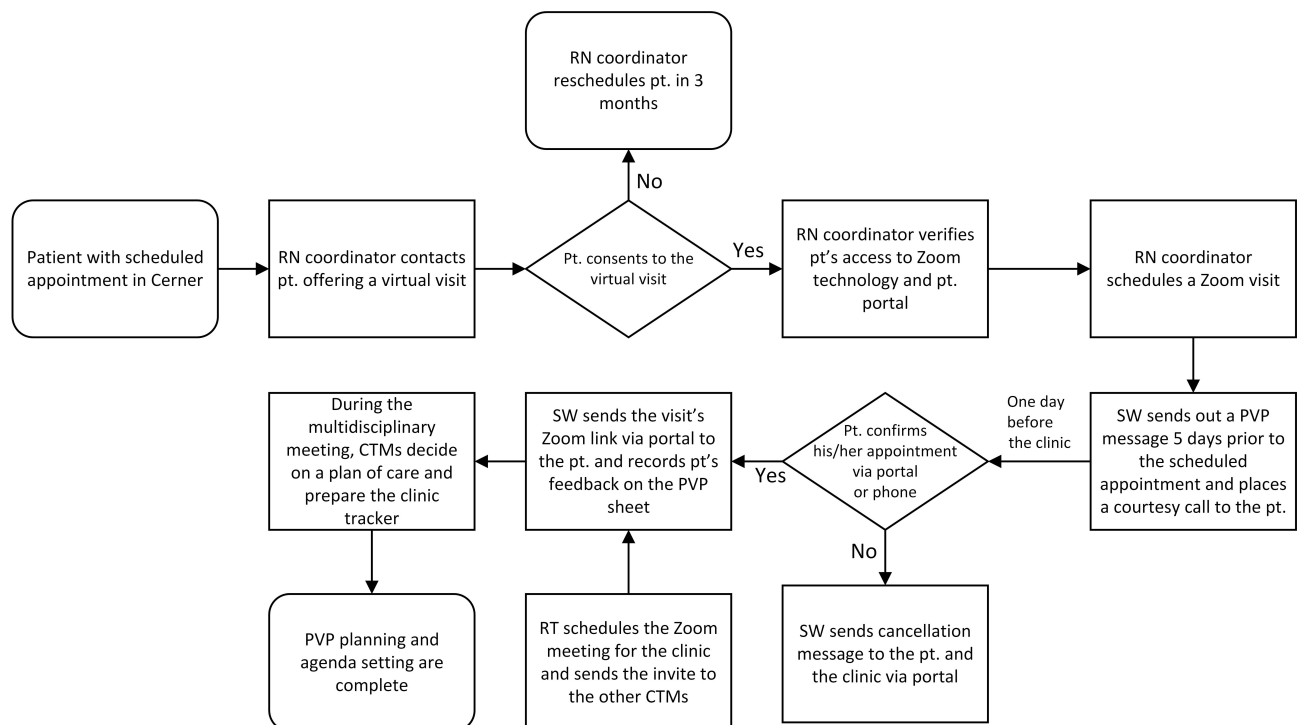 RN coordinator
reschedules pt. in 3
months
No
Patient with scheduled
appointment in Cerner
RN coordinator contacts
pt. offering a virtual visit
Pt. consents to the
virtual visit
Yes
RN coordinator verifies
pt’s access to Zoom
technology and pt.
portal
RN coordinator
schedules a Zoom visit
SW sends out a PVP
message 5 days prior to
the scheduled
appointment and places
a courtesy call to the pt.
One day
before
the clinic
Pt. confirms
his/her appointment
via portal
or phone
Yes
No
SW sends the visit’s
Zoom link via portal to
the pt. and records pt’s
feedback on the PVP
sheet
During the
multidisciplinary
meeting, CTMs decide
on a plan of care and
prepare the clinic
tracker
PVP planning and
agenda setting are
complete
RT schedules the Zoom
meeting for the clinic
and sends the invite to
the other CTMs
SW sends cancellation
message to the pt. and
the clinic via portal